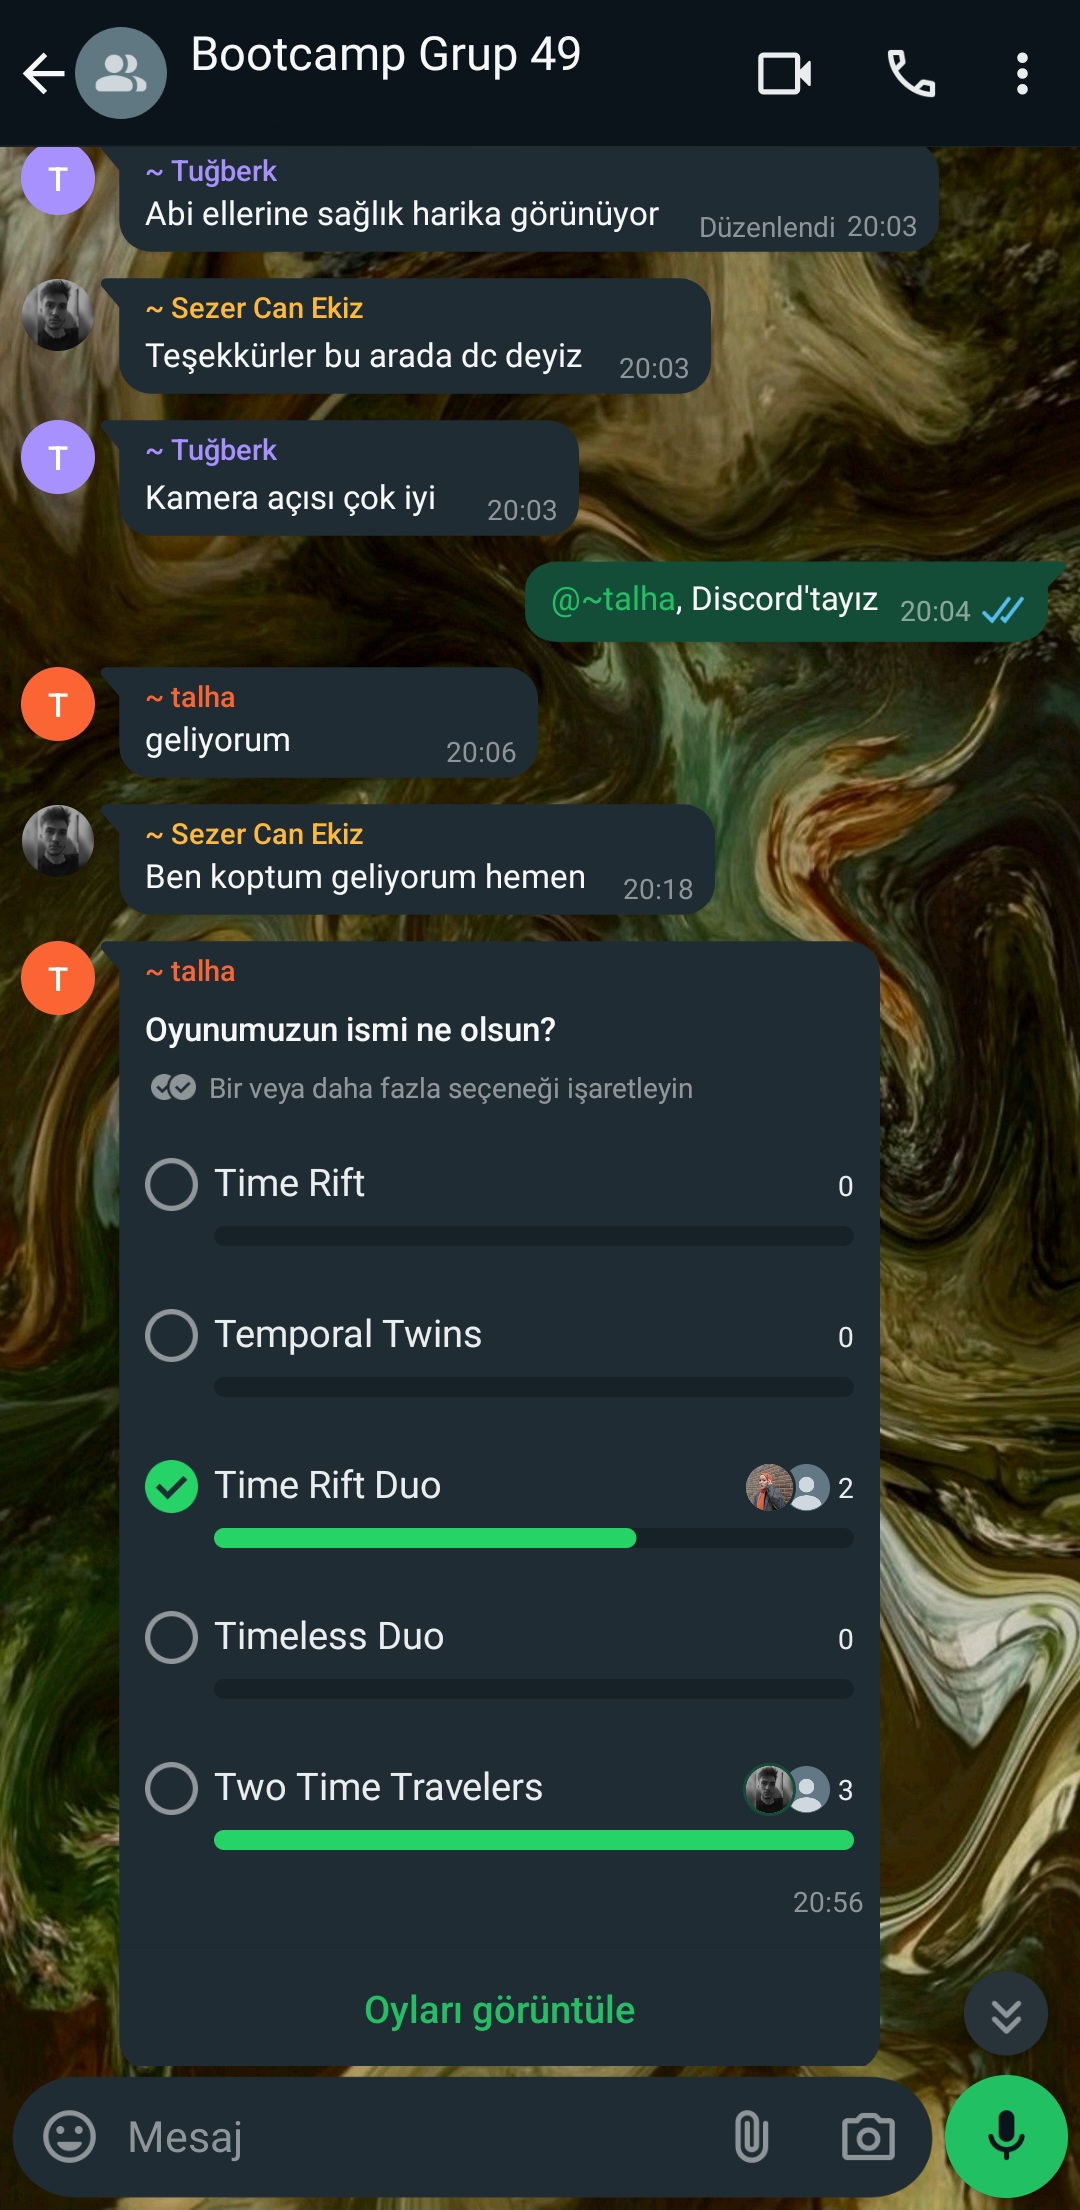 Bootcamp Grup 49
T
~ Tuğberk
Abi ellerine sağlık harika görünüyor Düzenlendi 20:03
~ Sezer Can Ekiz
Teşekkürler bu arada dc deyiz 20:03
T
~ Tuğberk
Kamera açısı çok iyi 20:03
@~talha, Discord'tayız 20:04
T
~ talha
geliyorum 20:06
~ Sezer Can Ekiz
Ben koptum geliyorum hemen 20:18
T
~ talha
Oyunumuzun ismi ne olsun?
Bir veya daha fazla seçeneği işaretleyin
Time Rift 0
Temporal Twins 0
Time Rift Duo 2
Timeless Duo 0
Two Time Travelers 3
20:56
Oyları görüntüle
Mesaj